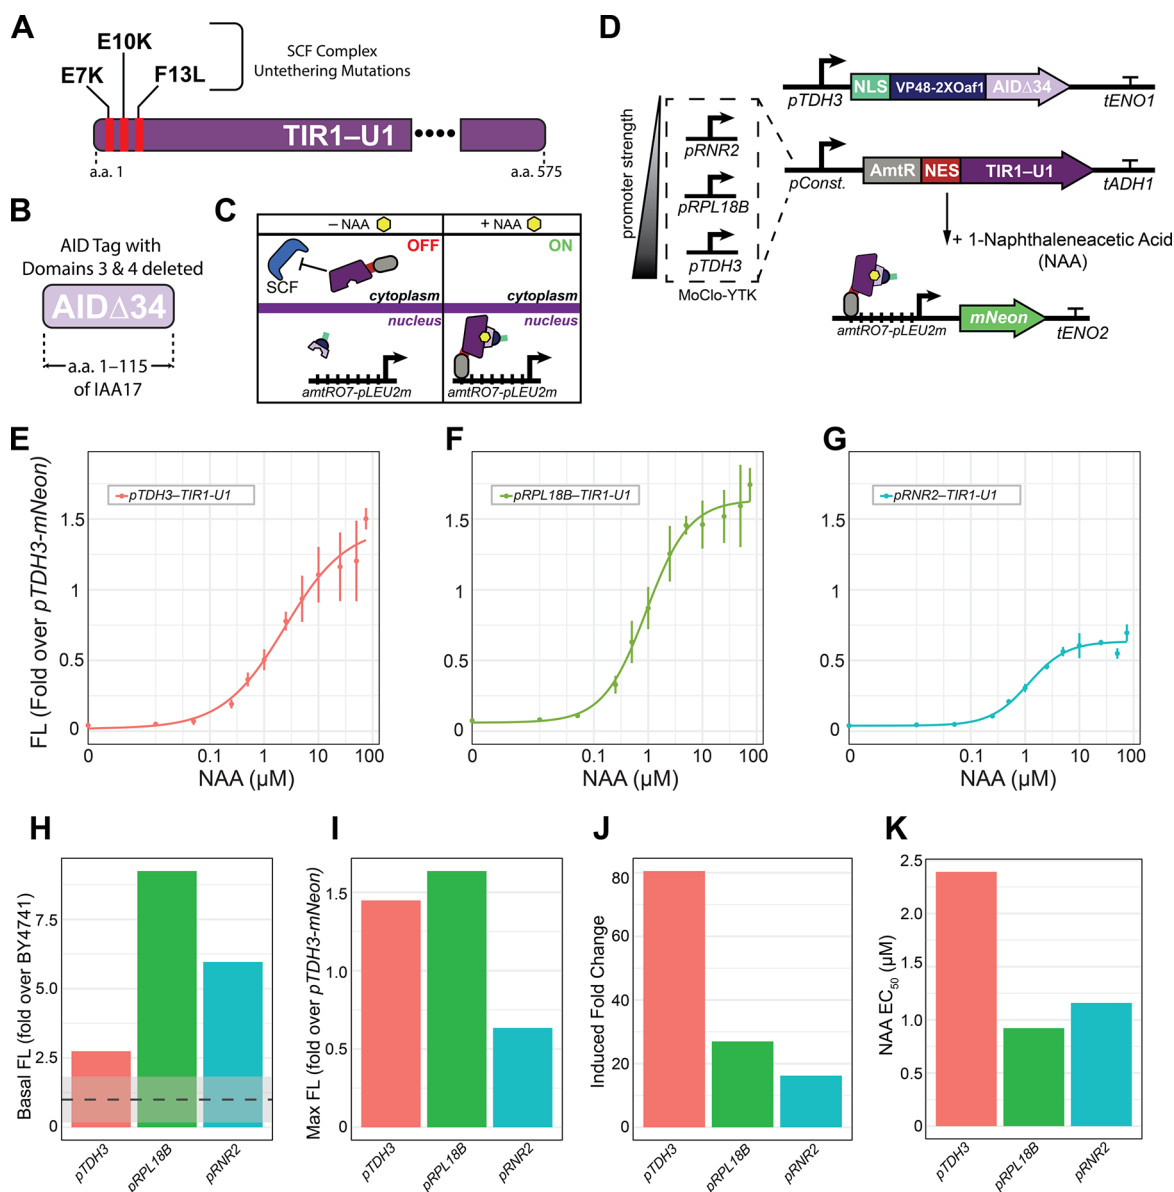 A
E10K
E7K
F13L
SCF Complex
Untethering Mutations
TIR1–U1
a.a. 1
a.a. 575
B
AID Tag with
Domains 3 & 4 deleted
AIDΔ34
a.a. 1–115
of IAA17
C
– NAA
+ NAA
OFF
ON
SCF
cytoplasm
cytoplasm
nucleus
nucleus
amtRO7-pLEU2m
amtRO7-pLEU2m
D
promoter strength
pRNR2
pRPL18B
pTDH3
MoClo-YTK
pTDH3
NLS
VP48-2XOaf1
AIDΔ34
tENO1
pConst.
AmtR
NES
TIR1–U1
tADH1
+ 1-Naphthaleneacetic Acid
(NAA)
amtRO7-pLEU2m
mNeon
tENO2
E
FL (Fold over pTDH3-mNeon)
pTDH3–TIR1-U1
1.5
1
0.5
0
0
0.1
1
10
100
NAA (µM)
F
pRPL18B–TIR1-U1
1.5
1
0.5
0
0
0.1
1
10
100
NAA (µM)
G
pRNR2–TIR1-U1
1.5
1
0.5
0
0
0.1
1
10
100
NAA (µM)
H
Basal FL (fold over BY4741)
7.5
5.0
2.5
0
pTDH3
pRPL18B
pRNR2
I
Max FL (fold over pTDH3-mNeon)
1.5
1.0
0.5
0
pTDH3
pRPL18B
pRNR2
J
Induced Fold Change
80
60
40
20
0
pTDH3
pRPL18B
pRNR2
K
NAA EC50 (µM)
2.5
2.0
1.5
1.0
0.5
0
pTDH3
pRPL18B
pRNR2